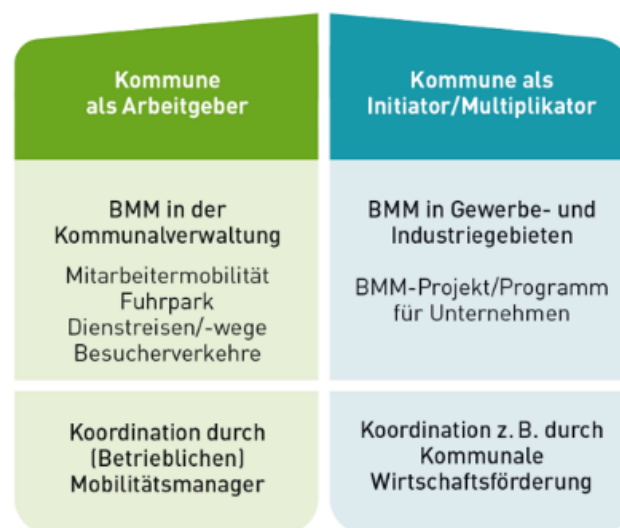 Kommune
als Arbeitgeber
BMM in der
Kommunalverwaltung
Mitarbeitermobilität
Fuhrpark
Dienstreisen/-wege
Besucherverkehre
Koordination durch
(Betrieblichen)
Mobilitätsmanager
Kommune als
Initiator/Multiplikator
BMM in Gewerbe- und
Industriegebieten
BMM-Projekt/Programm
für Unternehmen
Koordination z. B. durch
Kommunale
Wirtschaftsförderung